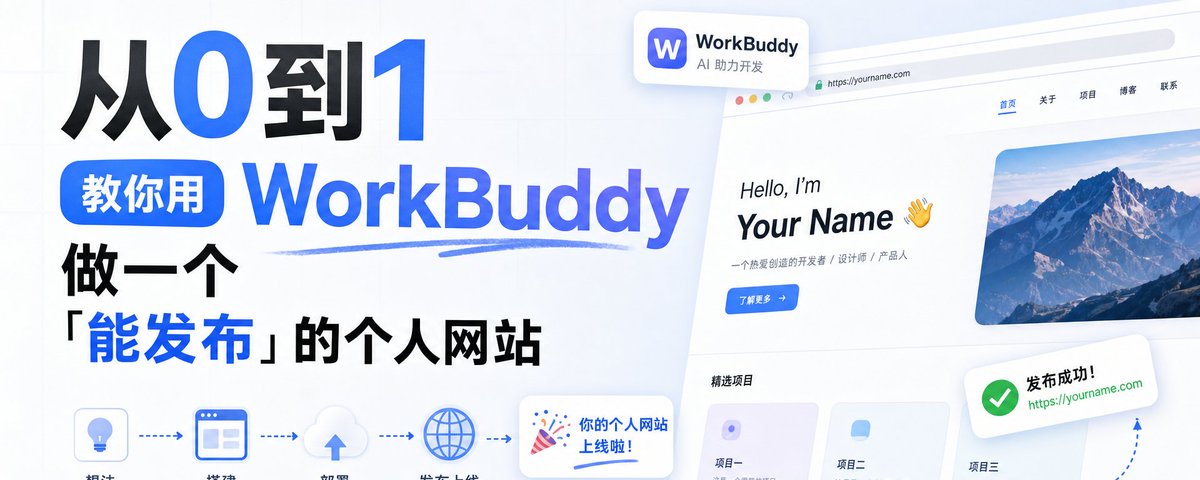 从0到1
教你用 WorkBuddy
做一个
「能发布」的个人网站
你的个人网站
上线啦!
W
WorkBuddy
AI 助力开发
https://yourname.com
首页 关于 项目 博客 联系
Hello, I'm
Your Name 👋
一个热爱创造的开发者 / 设计师 / 产品人
了解更多 →
精选项目
项目一 项目二 项目三
发布成功!
https://yourname.com